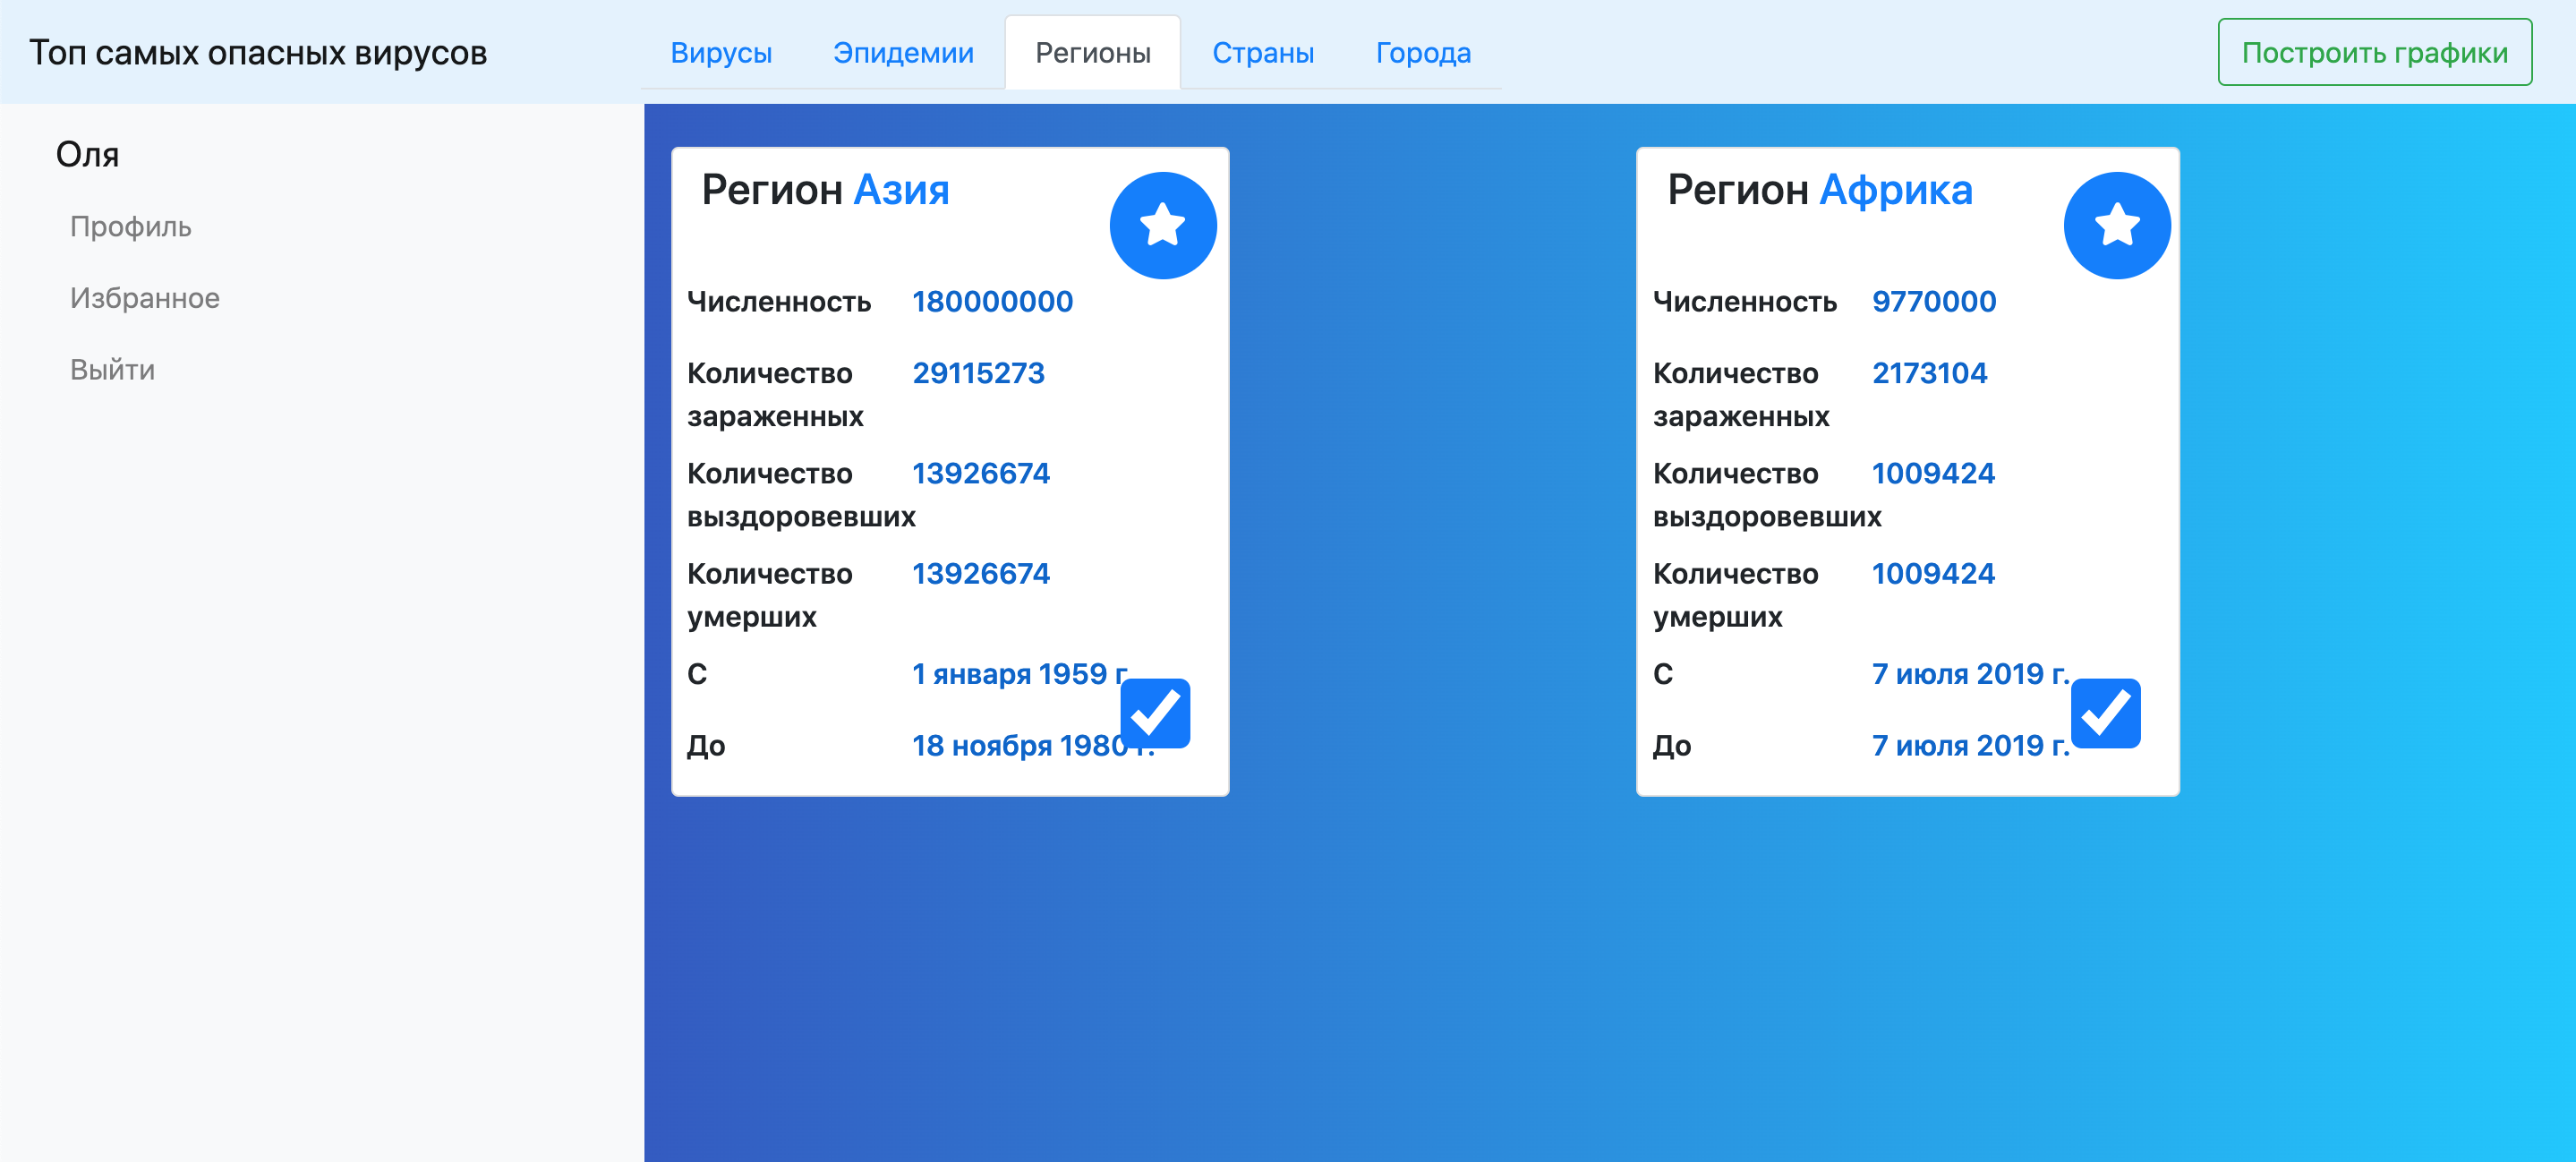 Топ самых опасных вирусов
Вирусы
Эпидемии
Регионы
Страны
Города
Построить графики
Оля
Профиль
Избранное
Выйти
Регион Азия
Численность 180000000
Количество зараженных 29115273
Количество выздоровевших 13926674
Количество умерших 13926674
С 1 января 1959 г
До 18 ноября 1980 г.
Регион Африка
Численность 9770000
Количество зараженных 2173104
Количество выздоровевших 1009424
Количество умерших 1009424
С 7 июля 2019 г.
До 7 июля 2019 г.